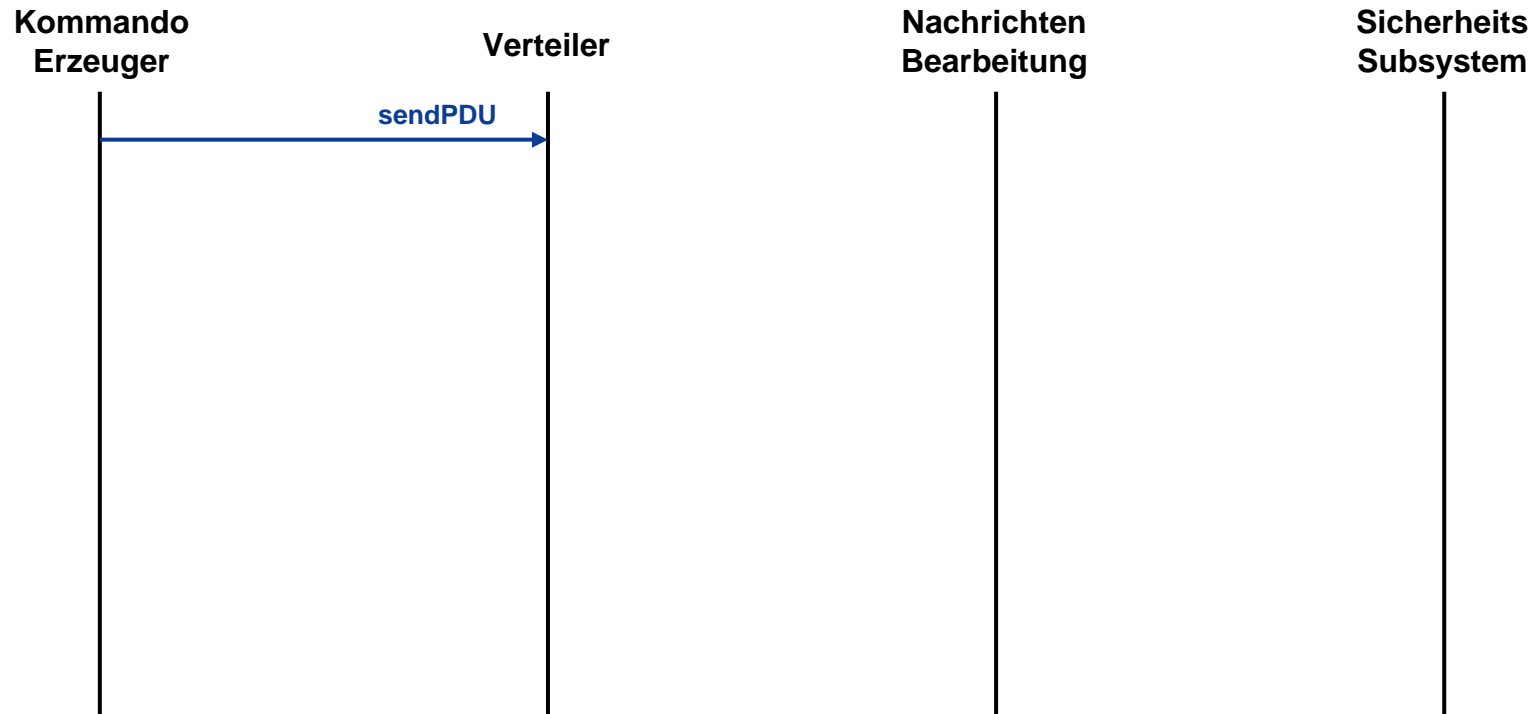 Kommando
Erzeuger
Verteiler
Nachrichten
Bearbeitung
Sicherheits
Subsystem
sendPDU